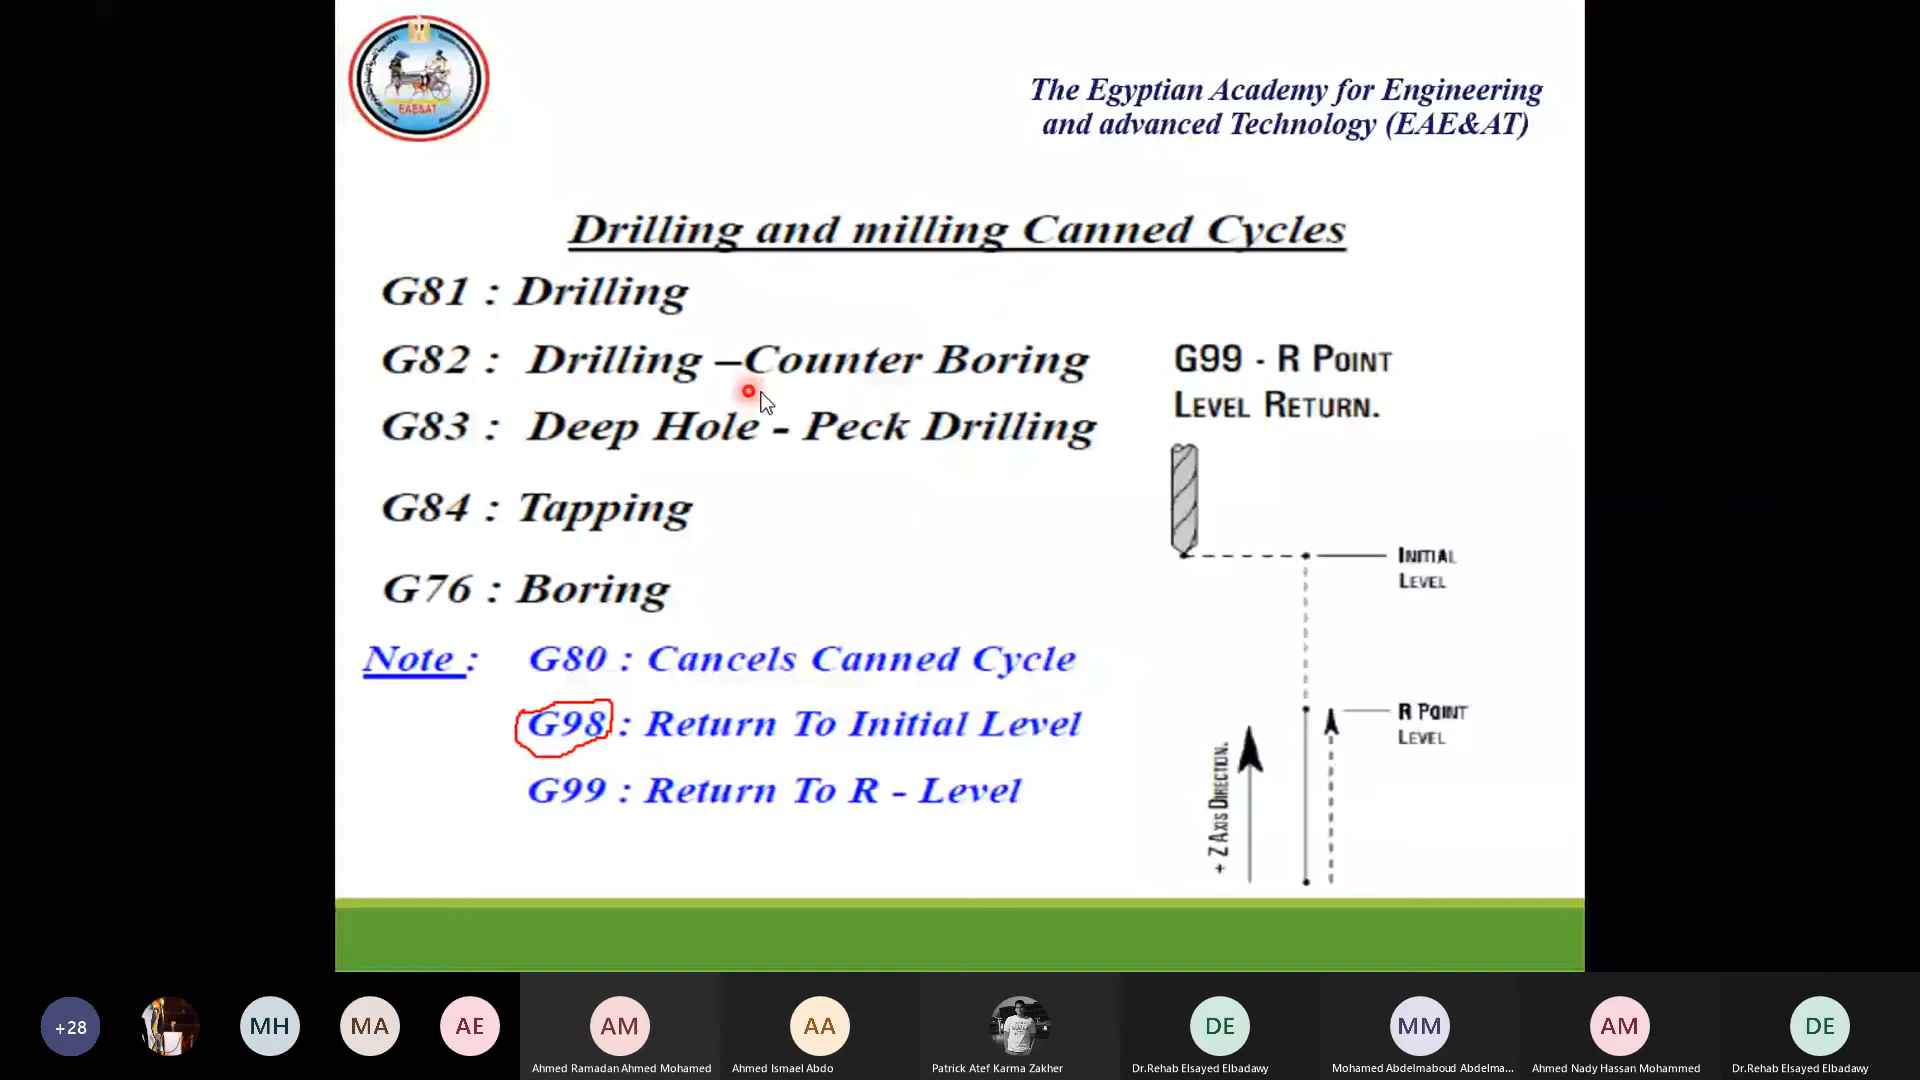 EAE&AT
The Egyptian Academy for Engineering
and advanced Technology (EAE&AT)
Drilling and milling Canned Cycles
G81 : Drilling
G82 : Drilling –Counter Boring
G83 : Deep Hole - Peck Drilling
G84 : Tapping
G76 : Boring
Note : G80 : Cancels Canned Cycle
G98 : Return To Initial Level
G99 : Return To R - Level
G99 - R POINT
LEVEL RETURN.
INITIAL
LEVEL
R POINT
LEVEL
+ Z AXIS DIRECTION.
+28
MH
MA
AE
AM
AA
DE
MM
AM
DE
Ahmed Ramadan Ahmed Mohamed
Ahmed Ismael Abdo
Patrick Atef Karma Zakher
Dr.Rehab Elsayed Elbadawy
Mohamed Abdelmaboud Abdelma...
Ahmed Nady Hassan Mohammed
Dr.Rehab Elsayed Elbadawy